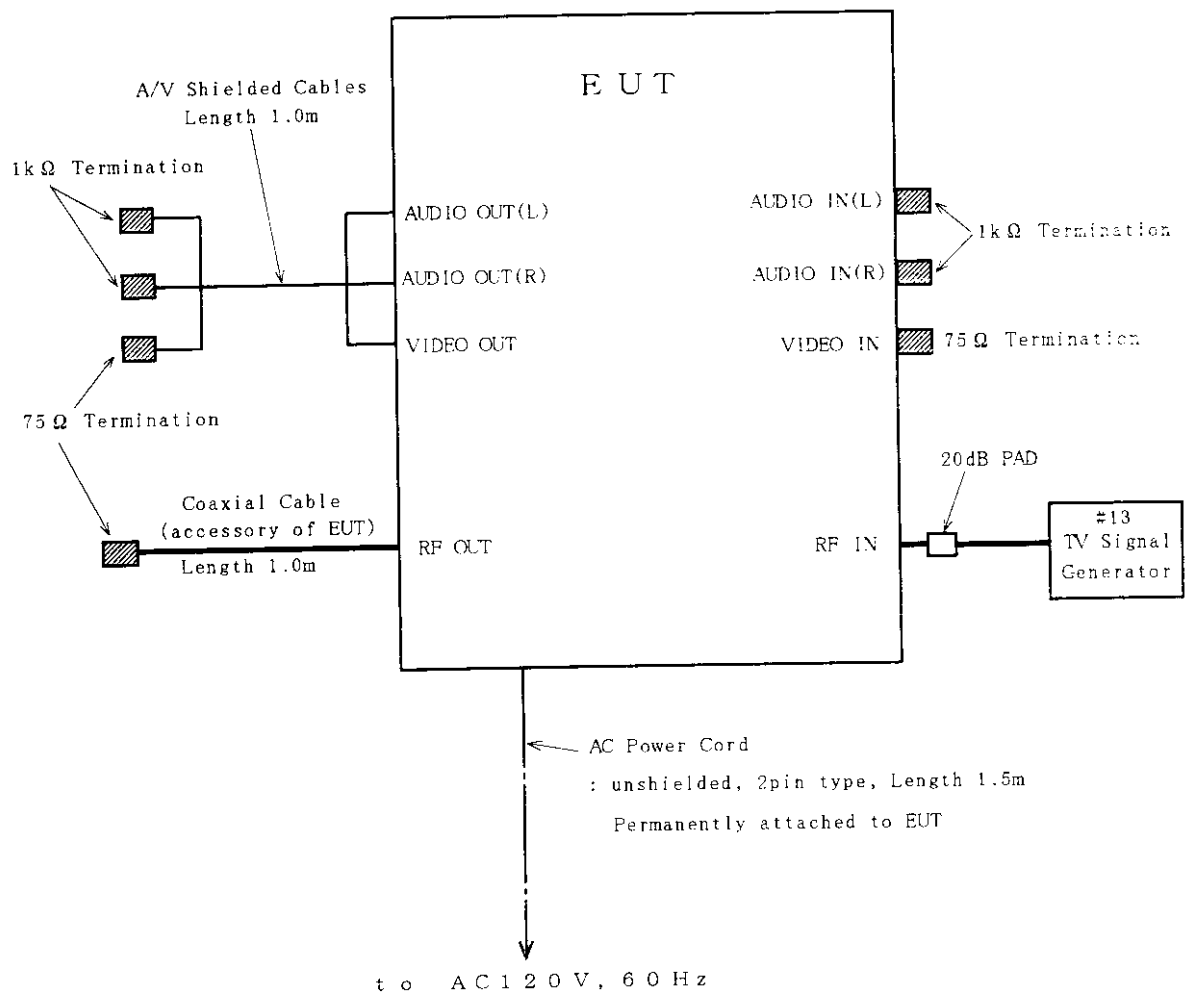 EUT
A/V Shielded Cables
Length 1.0m
1kΩ Termination
AUDIO OUT(L)
AUDIO OUT(R)
VIDEO OUT
AUDIO IN(L)
1kΩ Termination
AUDIO IN(R)
VIDEO IN
75Ω Termination
75Ω Termination
20dB PAD
Coaxial Cable
(accessory of EUT)
Length 1.0m
RF OUT
RF IN
#13
TV Signal
Generator
AC Power Cord
: unshielded, 2pin type, Length 1.5m
Permanently attached to EUT
to AC120V, 60Hz